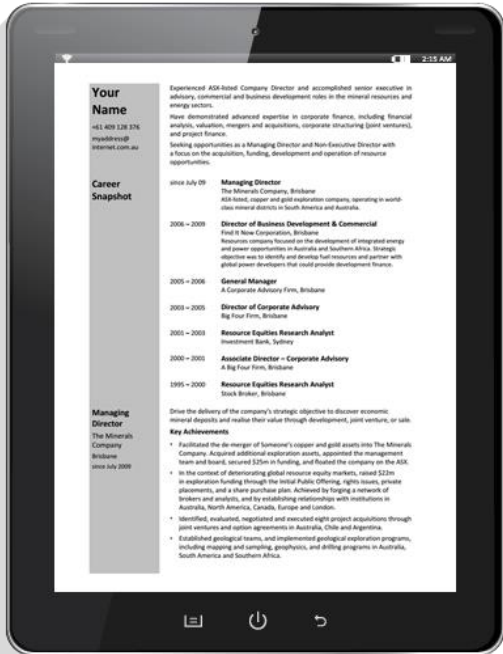 2:15 AM
Your
Name
+61 409 128 376
myaddress@
internet.com.au
Experienced ASX-listed Company Director and accomplished senior executive in
advisory, commercial and business development roles in the mineral resources and
energy sectors.
Have demonstrated advanced expertise in corporate finance, including financial
analysis, valuation, mergers and acquisitions, corporate structuring (joint ventures),
and project finance.
Seeking opportunities as a Managing Director and Non-Executive Director with
a focus on the acquisition, funding, development and operation of resource
opportunities.
Career
Snapshot
since July 09 Managing Director
The Minerals Company, Brisbane
ASX-listed, copper and gold exploration company, operating in world-
class mineral districts in South America and Australia.
2006 – 2009 Director of Business Development & Commercial
Find It Now Corporation, Brisbane
Resources company focused on the development of integrated energy
and power opportunities in Australia and Southern Africa. Strategic
objective was to identify and develop fuel resources and partner with
global power developers that could provide development finance.
2005 – 2006 General Manager
A Corporate Advisory Firm, Brisbane
2003 – 2005 Director of Corporate Advisory
Big Four Firm, Brisbane
2001 – 2003 Resource Equities Research Analyst
Investment Bank, Sydney
2000 – 2001 Associate Director – Corporate Advisory
A Big Four Firm, Brisbane
1995 – 2000 Resource Equities Research Analyst
Stock Broker, Brisbane
Managing
Director
The Minerals
Company
Brisbane
since July 2009
Drive the delivery of the company's strategic objective to discover economic
mineral deposits and realise their value through development, joint venture, or sale.
Key Achievements
• Facilitated the de-merger of Someone's copper and gold assets into The Minerals
Company. Acquired additional exploration assets, appointed the management
team and board, secured $25m in funding, and floated the company on the ASX.
• In the context of deteriorating global resource equity markets, raised $22m
in exploration funding through the Initial Public Offering, rights issues, private
placements, and a share purchase plan. Achieved by forging a network of
brokers and analysts, and by establishing relationships with institutions in
Australia, North America, Canada, Europe and London.
• Identified, evaluated, negotiated and executed eight project acquisitions through
joint ventures and option agreements in Australia, Chile and Argentina.
• Established geological teams, and implemented geological exploration programs,
including mapping and sampling, geophysics, and drilling programs in Australia,
South America and Southern Africa.